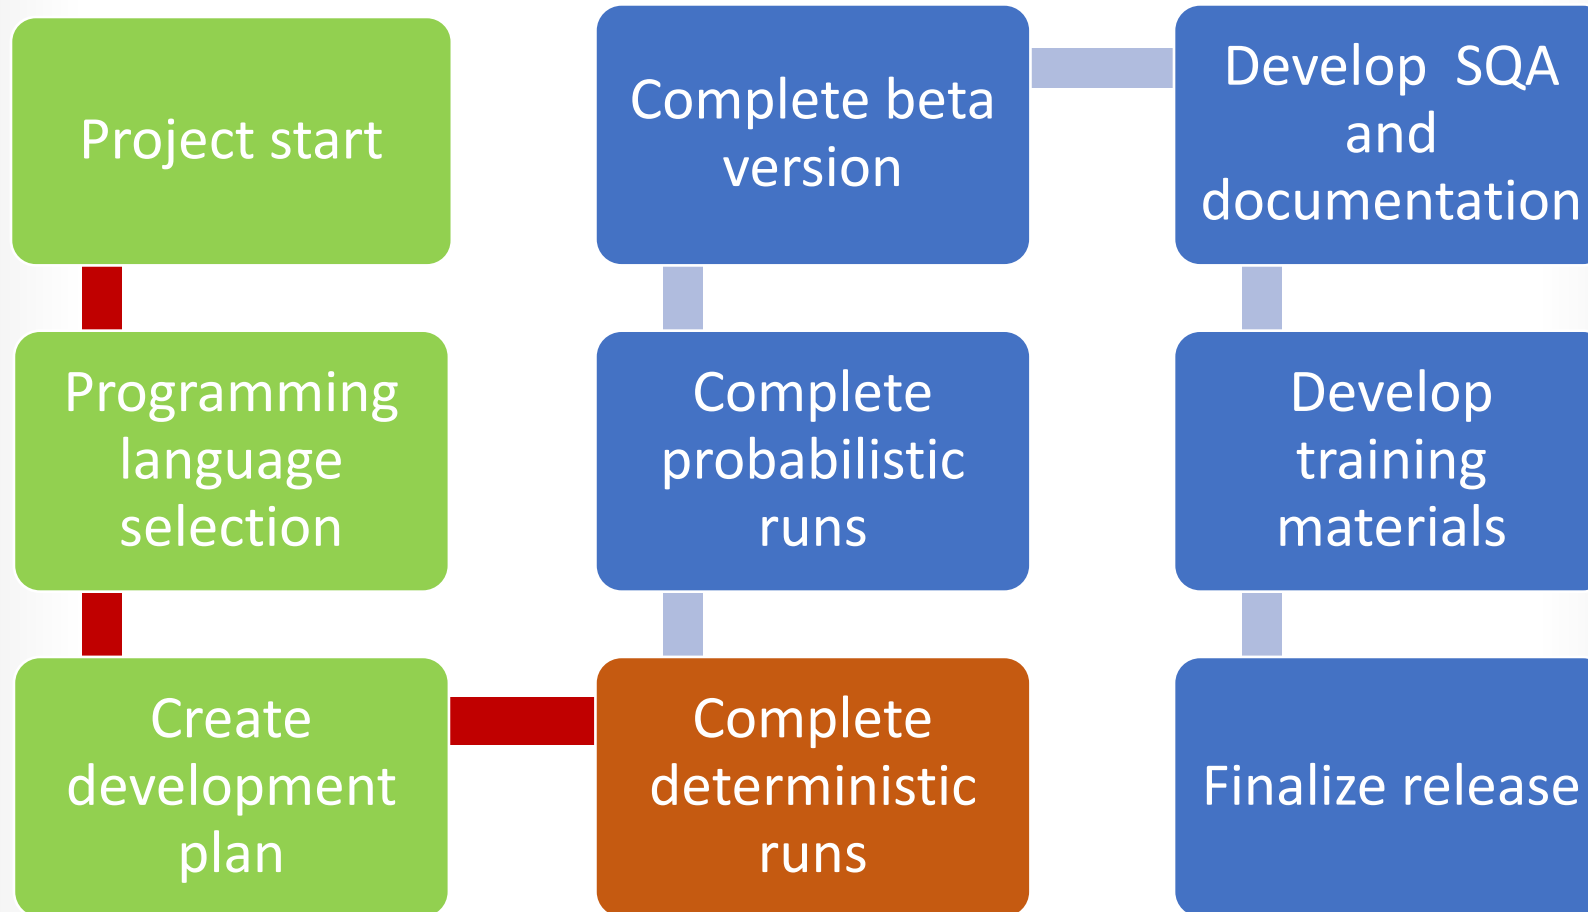 Project start
Programming
language
selection
Create
development
plan
Complete
deterministic
runs
Complete
probabilistic
runs
Complete beta
version
Develop  SQA
and
documentation
Develop
training
materials
Finalize release